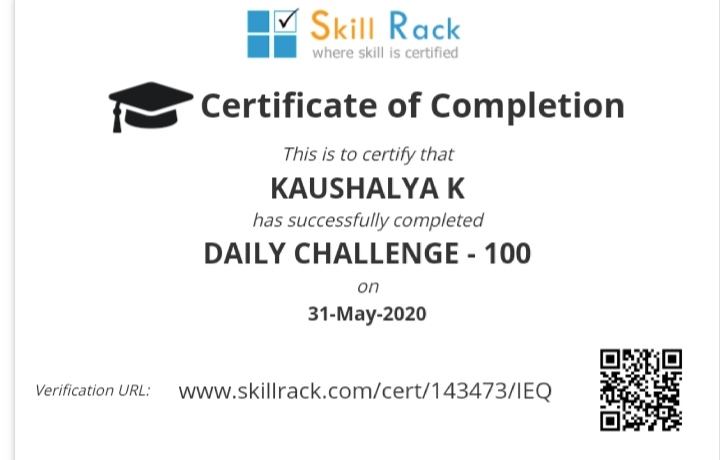 Skill Rack
where skill is certified
Certificate of Completion
This is to certify that
KAUSHALYA K
has successfully completed
DAILY CHALLENGE - 100
on
31-May-2020
Verification URL: www.skillrack.com/cert/143473/IEQ